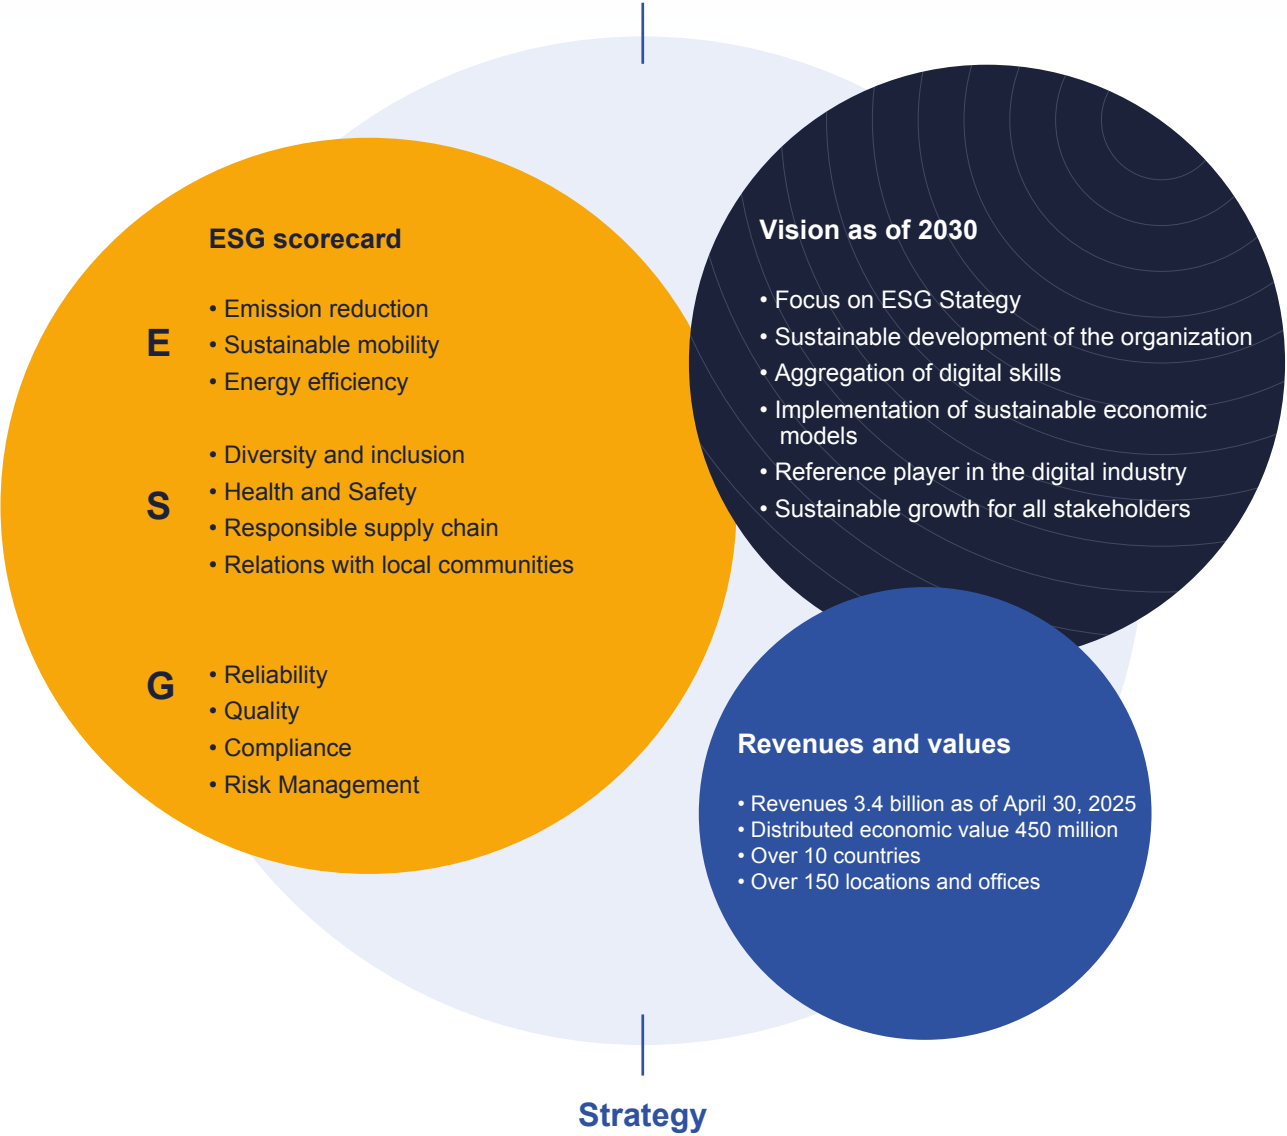 ESG scorecard
E
• Emission reduction
• Sustainable mobility
• Energy efficiency
S
• Diversity and inclusion
• Health and Safety
• Responsible supply chain
• Relations with local communities
G
• Reliability
• Quality
• Compliance
• Risk Management
Vision as of 2030
• Focus on ESG Stategy
• Sustainable development of the organization
• Aggregation of digital skills
• Implementation of sustainable economic
models
• Reference player in the digital industry
• Sustainable growth for all stakeholders
Revenues and values
• Revenues 3.4 billion as of April 30, 2025
• Distributed economic value 450 million
• Over 10 countries
• Over 150 locations and offices
Strategy